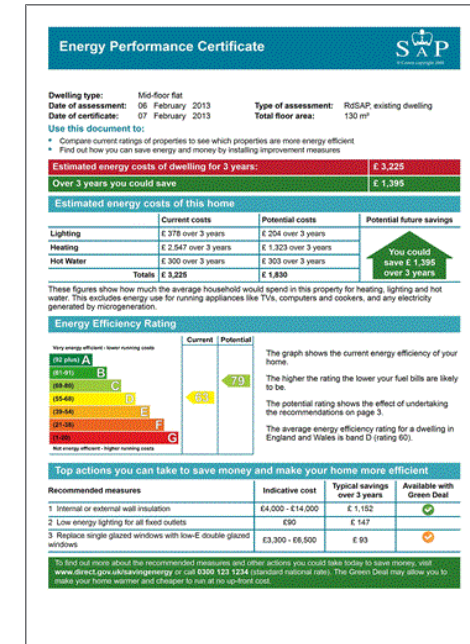 Energy Performance Certificate
SAP
Dwelling type: Mid-floor flat
Date of assessment: 06 February 2013 Type of assessment: RdSAP, existing dwelling
Date of certificate: 07 February 2013 Total floor area: 130 m²
Use this document to:
• Compare current ratings of properties to see which properties are more energy efficient
• Find out how you can save energy and money by installing improvement measures
Estimated energy costs of dwelling for 3 years: £ 3,225
Over 3 years you could save £ 1,395
Estimated energy costs of this home
Current costs Potential costs Potential future savings
Lighting £ 378 over 3 years £ 204 over 3 years
Heating £ 2,547 over 3 years £ 1,323 over 3 years
Hot Water £ 300 over 3 years £ 303 over 3 years
Totals £ 3,225 £ 1,830
You could
save £ 1,395
over 3 years
These figures show how much the average household would spend in this property for heating, lighting and hot
water. This excludes energy use for running appliances like TVs, computers and cookers, and any electricity
generated by microgeneration.
Energy Efficiency Rating
Current Potential
Very energy efficient - lower running costs
(92 plus) A
(81-91) B
(69-80) C
(55-68) D
(39-54) E
(21-38) F
(1-20) G
Not energy efficient - higher running costs
63
79
The graph shows the current energy efficiency of your
home.
The higher the rating the lower your fuel bills are likely
to be.
The potential rating shows the effect of undertaking
the recommendations on page 3.
The average energy efficiency rating for a dwelling in
England and Wales is band D (rating 60).
Top actions you can take to save money and make your home more efficient
Recommended measures Indicative cost Typical savings over 3 years Available with Green Deal
1 Internal or external wall insulation £4,000 - £14,000 £ 1,152
2 Low energy lighting for all fixed outlets £90 £ 147
3 Replace single glazed windows with low-E double glazed
windows £3,300 - £6,500 £ 93
To find out more about the recommended measures and other actions you could take today to save money, visit
www.direct.gov.uk/savingenergy or call 0300 123 1234 (standard national rate). The Green Deal may allow you to
make your home warmer and cheaper to run at no up-front cost.